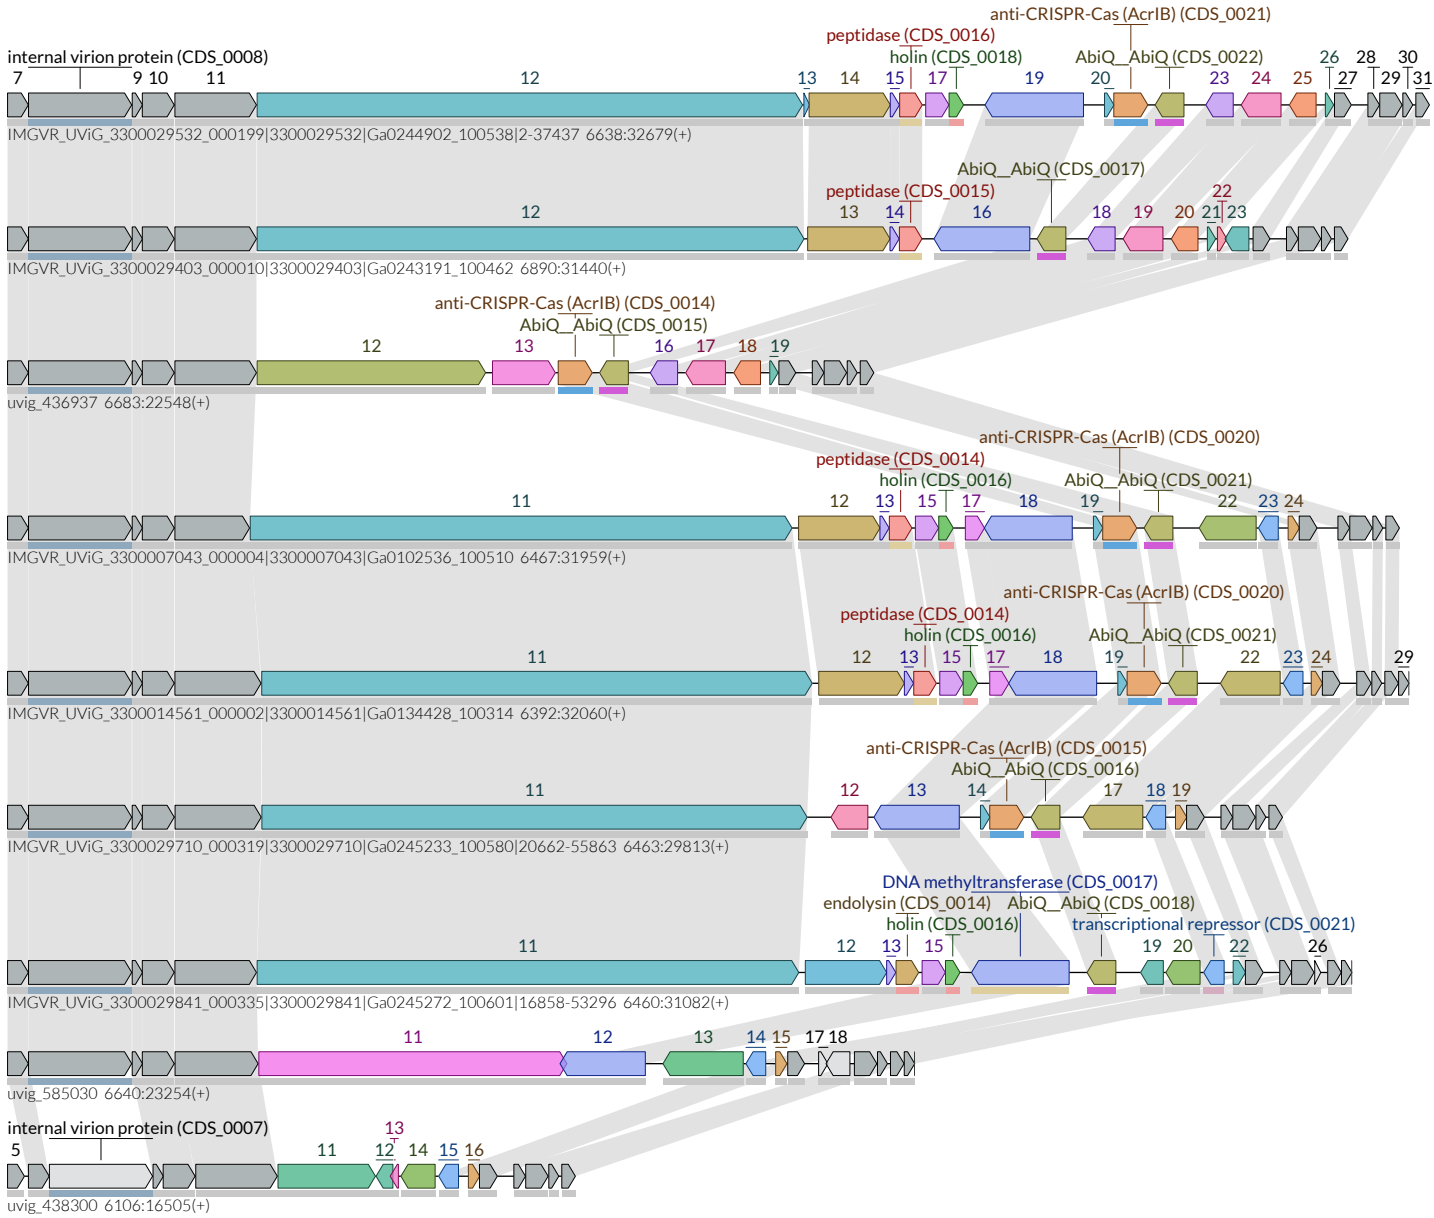 anti-CRISPR-Cas (AcrIB) (CDS_0021)
peptidase (CDS_0016)
internal virion protein (CDS_0008) holin (CDS_0018) AbiQ__AbiQ (CDS_0022)
7 9 10 11 12 13 14 15 17 19 20 23 24 25 26 27 28 29 30 31
IMGVR_UViG_3300029532_000199|3300029532|Ga0244902_100538|2-37437 6638:32679(+)
AbiQ__AbiQ (CDS_0017)
peptidase (CDS_0015) 22
12 13 14 16 18 19 20 21 23
IMGVR_UViG_3300029403_000010|3300029403|Ga0243191_100462 6890:31440(+)
anti-CRISPR-Cas (AcrIB) (CDS_0014)
AbiQ__AbiQ (CDS_0015)
12 13 16 17 18 19
uvig_436937 6683:22548(+)
anti-CRISPR-Cas (AcrIB) (CDS_0020)
peptidase (CDS_0014)
holin (CDS_0016) AbiQ__AbiQ (CDS_0021)
11 12 13 15 17 18 19 22 23 24
IMGVR_UViG_3300007043_000004|3300007043|Ga0102536_100510 6467:31959(+)
anti-CRISPR-Cas (AcrIB) (CDS_0020)
peptidase (CDS_0014)
holin (CDS_0016) AbiQ__AbiQ (CDS_0021)
11 12 13 15 17 18 19 22 23 24 29
IMGVR_UViG_3300014561_000002|3300014561|Ga0134428_100314 6392:32060(+)
anti-CRISPR-Cas (AcrIB) (CDS_0015)
AbiQ__AbiQ (CDS_0016)
11 12 13 14 17 18 19
IMGVR_UViG_3300029710_000319|3300029710|Ga0245233_100580|20662-55863 6463:29813(+)
DNA methyltransferase (CDS_0017)
endolysin (CDS_0014) AbiQ__AbiQ (CDS_0018)
holin (CDS_0016) transcriptional repressor (CDS_0021)
11 12 13 15 19 20 22 26
IMGVR_UViG_3300029841_000335|3300029841|Ga0245272_100601|16858-53296 6460:31082(+)
11 12 13 14 15 17 18
uvig_585030 6640:23254(+)
internal virion protein (CDS_0007) 13
5 11 12 14 15 16
uvig_438300 6106:16505(+)